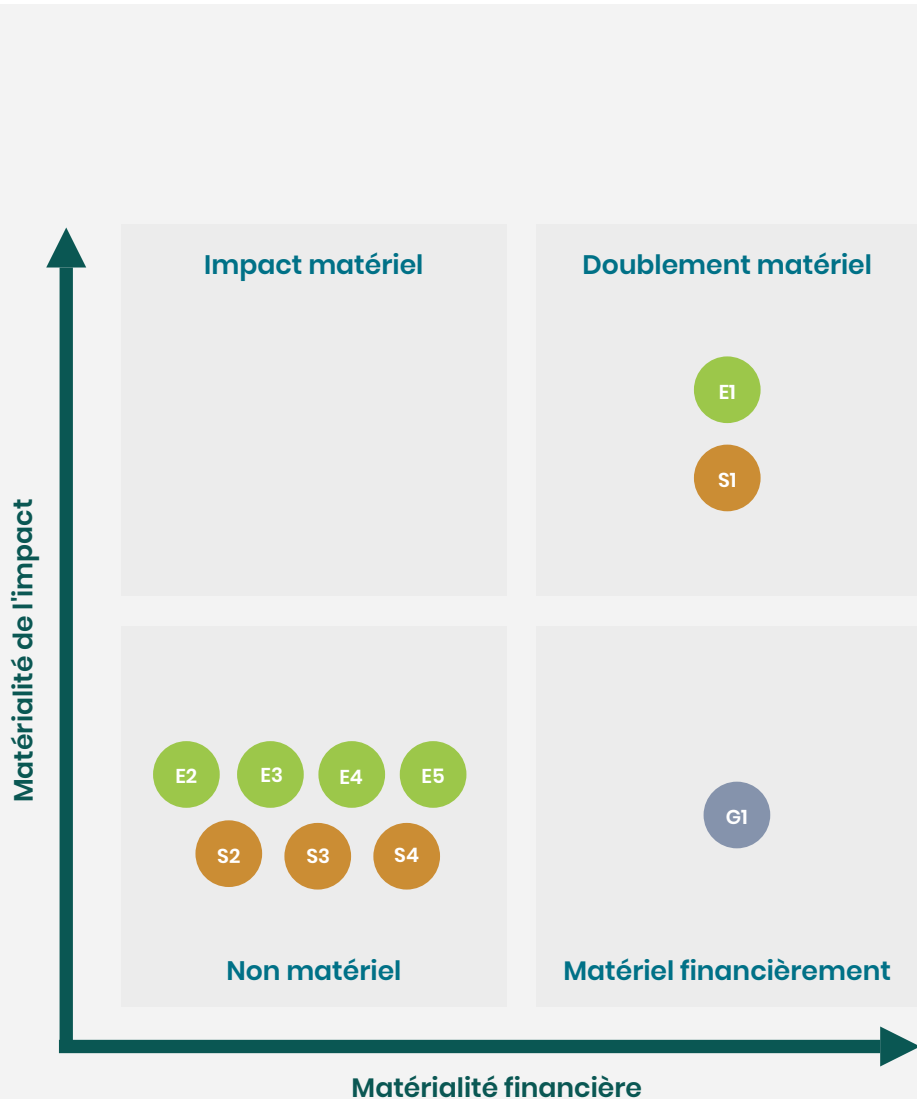 Impact matériel
Doublement matériel
E1
S1
Matérialité de l'impact
E2
E3
E4
E5
S2
S3
S4
G1
Non matériel
Matériel financièrement
Matérialité financière